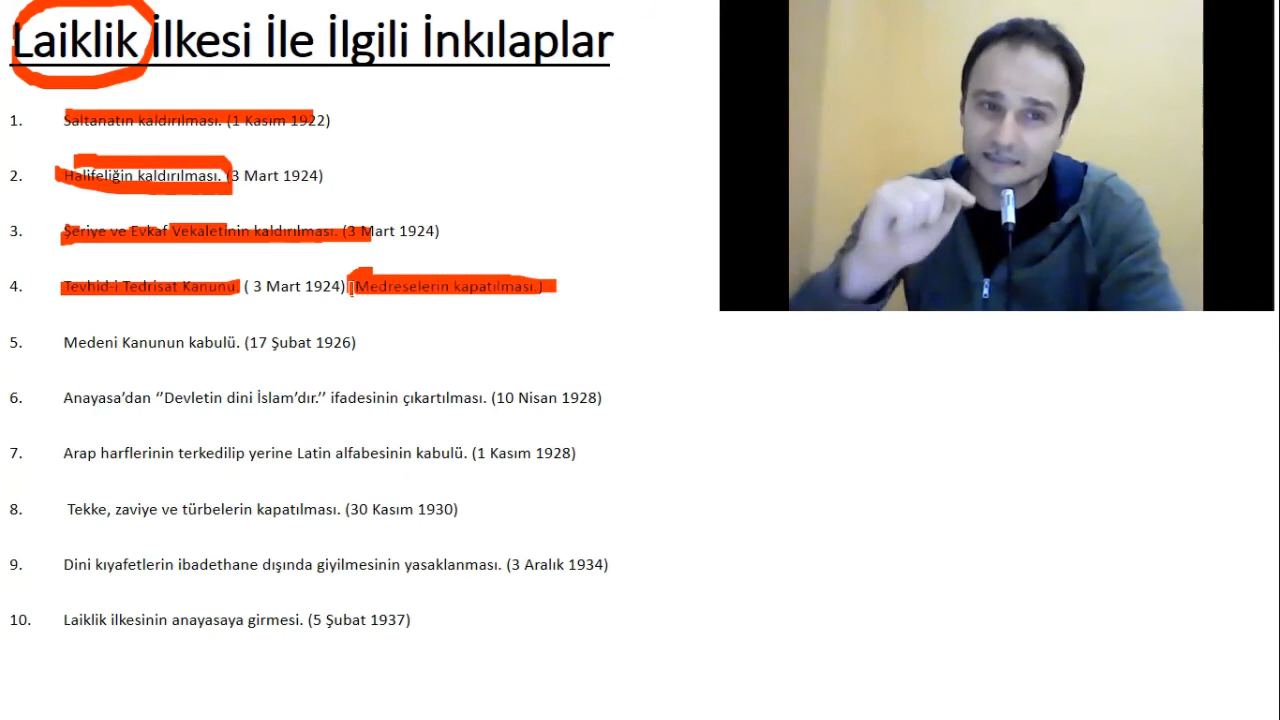 Laiklik İlkesi İle İlgili İnkılaplar
1. Saltanatın kaldırılması. (1 Kasım 1922)
2. Halifeliğin kaldırılması. (3 Mart 1924)
3. Şeriye ve Evkaf Vekaletinin kaldırılması. (3 Mart 1924)
4. Tevhid-i Tedrisat Kanunu. ( 3 Mart 1924) (Medreselerin kapatılması.)
5. Medeni Kanunun kabulü. (17 Şubat 1926)
6. Anayasa’dan ‘’Devletin dini İslam’dır.’’ ifadesinin çıkartılması. (10 Nisan 1928)
7. Arap harflerinin terkedilip yerine Latin alfabesinin kabulü. (1 Kasım 1928)
8. Tekke, zaviye ve türbelerin kapatılması. (30 Kasım 1930)
9. Dini kıyafetlerin ibadethane dışında giyilmesinin yasaklanması. (3 Aralık 1934)
10. Laiklik ilkesinin anayasaya girmesi. (5 Şubat 1937)